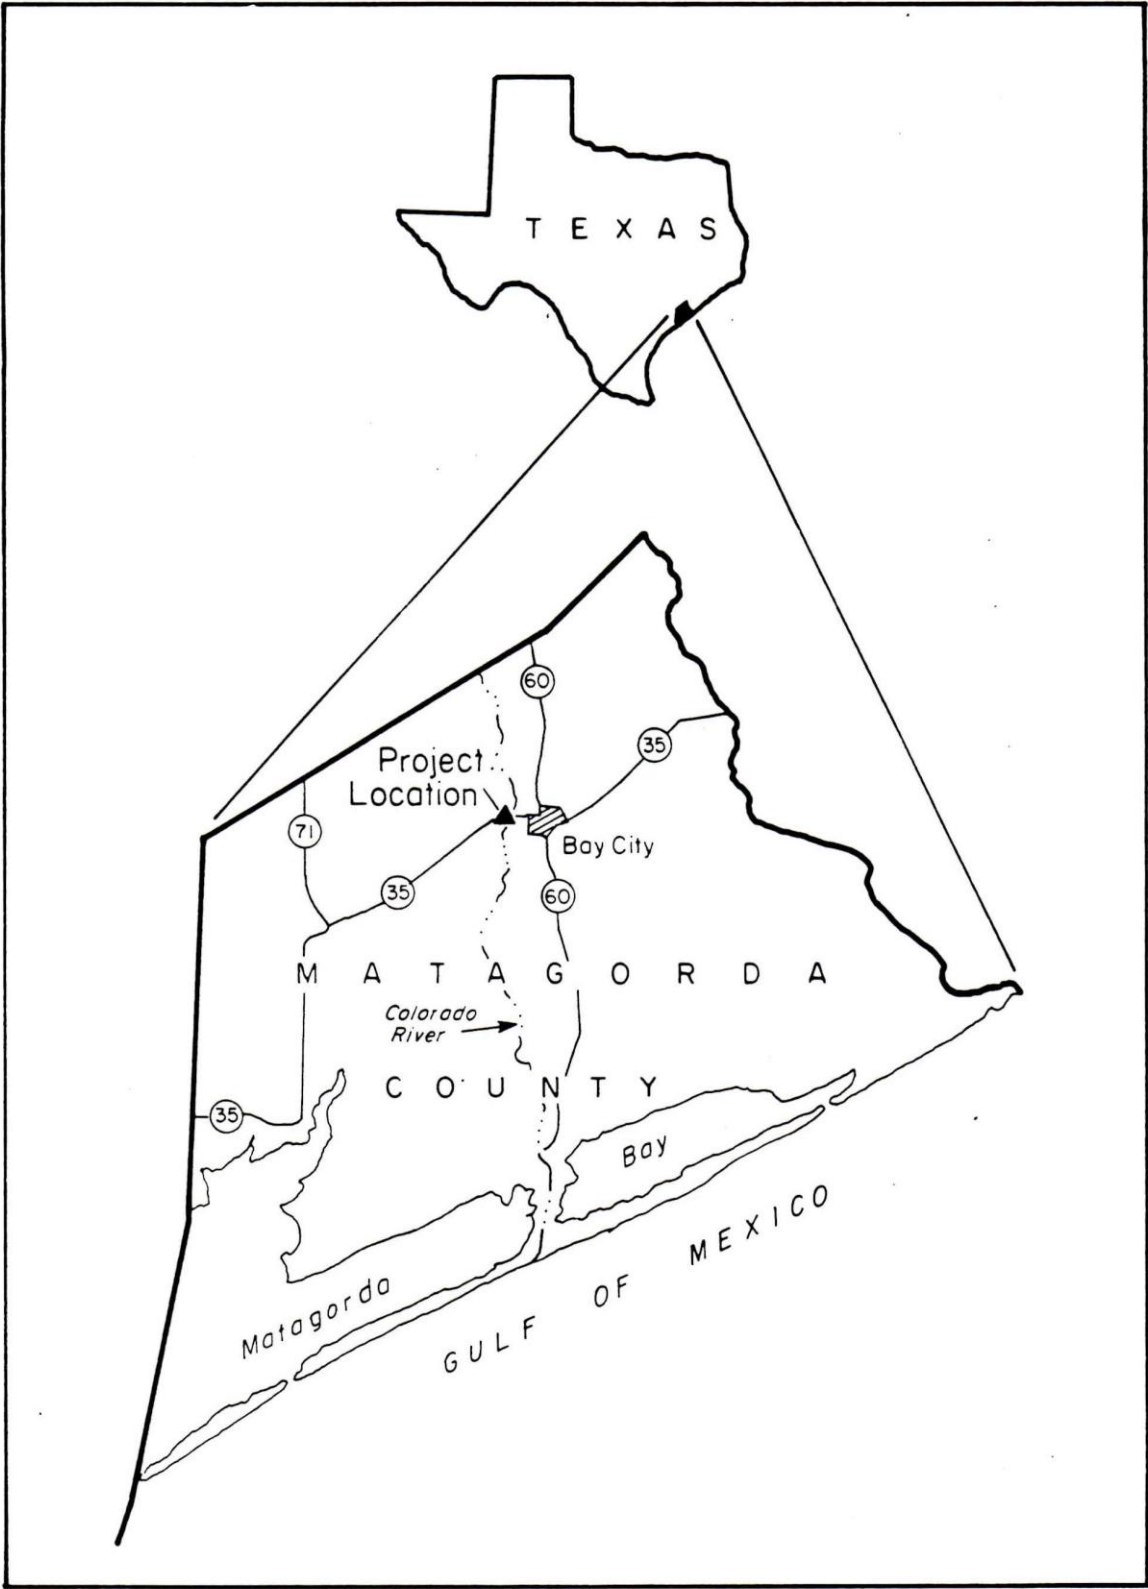 TEXAS
60
35
Project
Location
71
Bay City
35
60
MATAGORDA
Colorado
River
COUNTY
35
Bay
Matagorda
GULF OF MEXICO